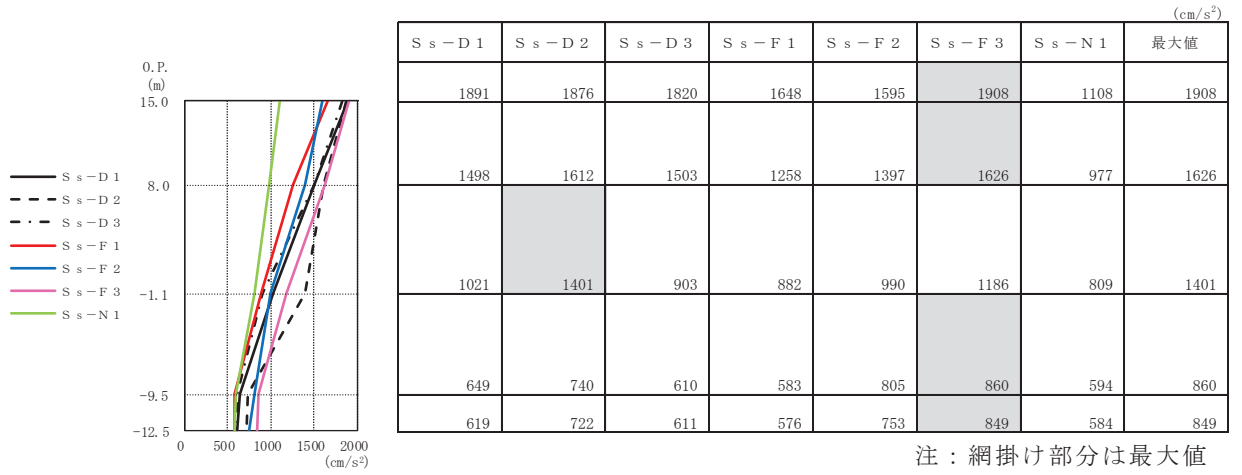 (cm/s²)
Ｓｓ－Ｄ１ Ｓｓ－Ｄ２ Ｓｓ－Ｄ３ Ｓｓ－Ｆ１ Ｓｓ－Ｆ２ Ｓｓ－Ｆ３ Ｓｓ－Ｎ１ 最大値
1891 1876 1820 1648 1595 1908 1108 1908
1498 1612 1503 1258 1397 1626 977 1626
1021 1401 903 882 990 1186 809 1401
649 740 610 583 805 860 594 860
619 722 611 576 753 849 584 849
O.P.
(m)
15.0
8.0
-1.1
-9.5
-12.5
0 500 1000 1500 2000
(cm/s²)
Ｓｓ－Ｄ１
Ｓｓ－Ｄ２
Ｓｓ－Ｄ３
Ｓｓ－Ｆ１
Ｓｓ－Ｆ２
Ｓｓ－Ｆ３
Ｓｓ－Ｎ１
注：網掛け部分は最大値